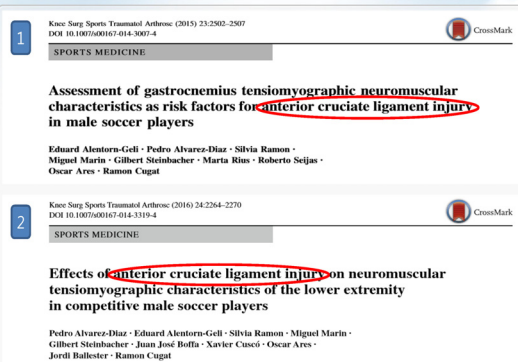 1
Knee Surg Sports Traumatol Arthrosc (2015) 23:2502–2507
DOI 10.1007/s00167-014-3007-4
CrossMark
SPORTS MEDICINE
Assessment of gastrocnemius tensiomyographic neuromuscular
characteristics as risk factors for anterior cruciate ligament injury
in male soccer players
Eduard Alentorn-Geli · Pedro Alvarez-Diaz · Silvia Ramon ·
Miguel Marin · Gilbert Steinbacher · Marta Rius · Roberto Seijas ·
Oscar Ares · Ramon Cugat
2
Knee Surg Sports Traumatol Arthrosc (2016) 24:2264–2270
DOI 10.1007/s00167-014-3319-4
CrossMark
SPORTS MEDICINE
Effects of anterior cruciate ligament injury on neuromuscular
tensiomyographic characteristics of the lower extremity
in competitive male soccer players
Pedro Alvarez-Diaz · Eduard Alentorn-Geli · Silvia Ramon · Miguel Marin ·
Gilbert Steinbacher · Juan José Boffa · Xavier Cuscó · Oscar Ares ·
Jordi Ballester · Ramon Cugat